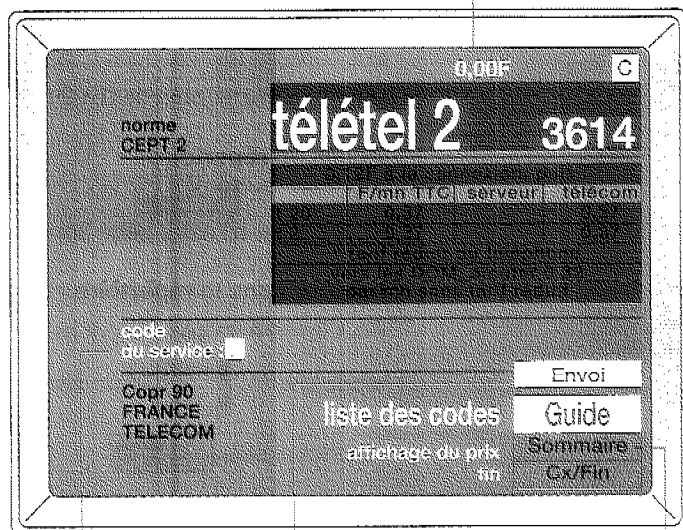 0,00F C
norme
CEPT 2
télétel 2 3614
F/mn TTC serveur télécom
code
du service :
Envoi
Copr 90
FRANCE
TELECOM
liste des codes Guide
affichage du prix Sommaire
fin Cx/Fin